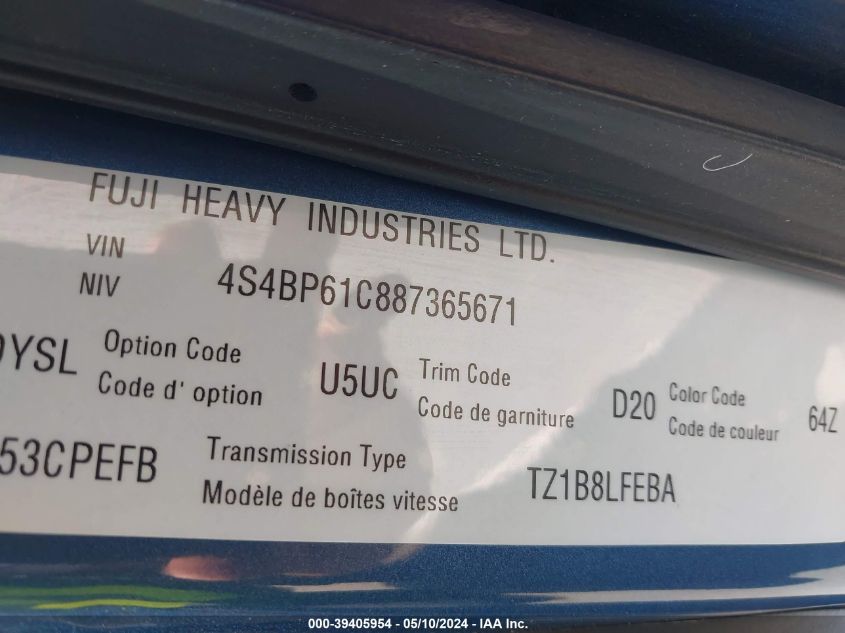 FUJI HEAVY INDUSTRIES LTD.
VIN
NIV
4S4BP61C887365671
YSL
Option Code
Code d' option
U5UC
Trim Code
Code de garniture
D20
Color Code
Code de couleur
64Z
53CPEFB
Transmission Type
Modèle de boîtes vitesse
TZ1B8LFEBA
000-39405954 - 05/10/2024 - IAA Inc.